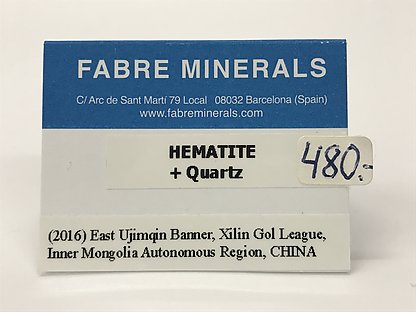 FABRE MINERALS
C/ Arc de Sant Martí 79 Local 08032 Barcelona (Spain)
www.fabreminerals.com
HEMATITE
+ Quartz
480.-
(2016) East Ujimqin Banner, Xilin Gol League,
Inner Mongolia Autonomous Region, CHINA